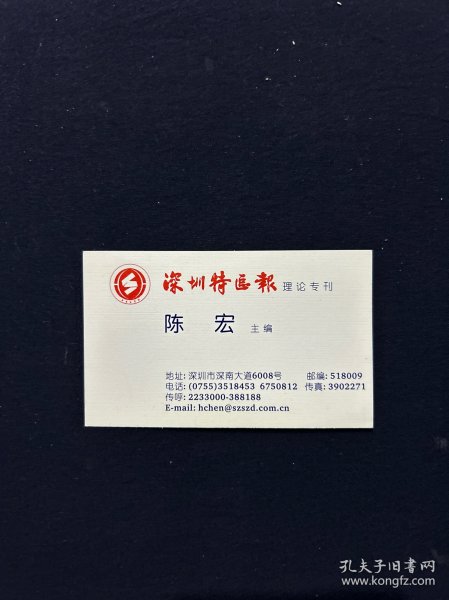 深圳特区報 理论专刊
陈 宏 主编
地址: 深圳市深南大道6008号 邮编: 518009
电话: (0755)3518453 6750812 传真: 3902271
传呼: 2233000-388188
E-mail: hchen@szszd.com.cn
孔夫子旧书网
www.kongfz.com